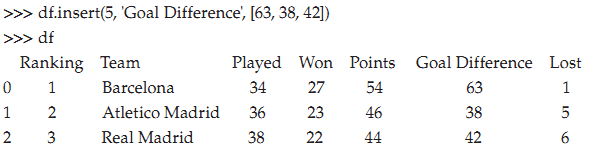 >>> df.insert(5, 'Goal Difference', [63, 38, 42])
>>> df
Ranking Team Played Won Points Goal Difference Lost
0 1 Barcelona 34 27 54 63 1
1 2 Atletico Madrid 36 23 46 38 5
2 3 Real Madrid 38 22 44 42 6